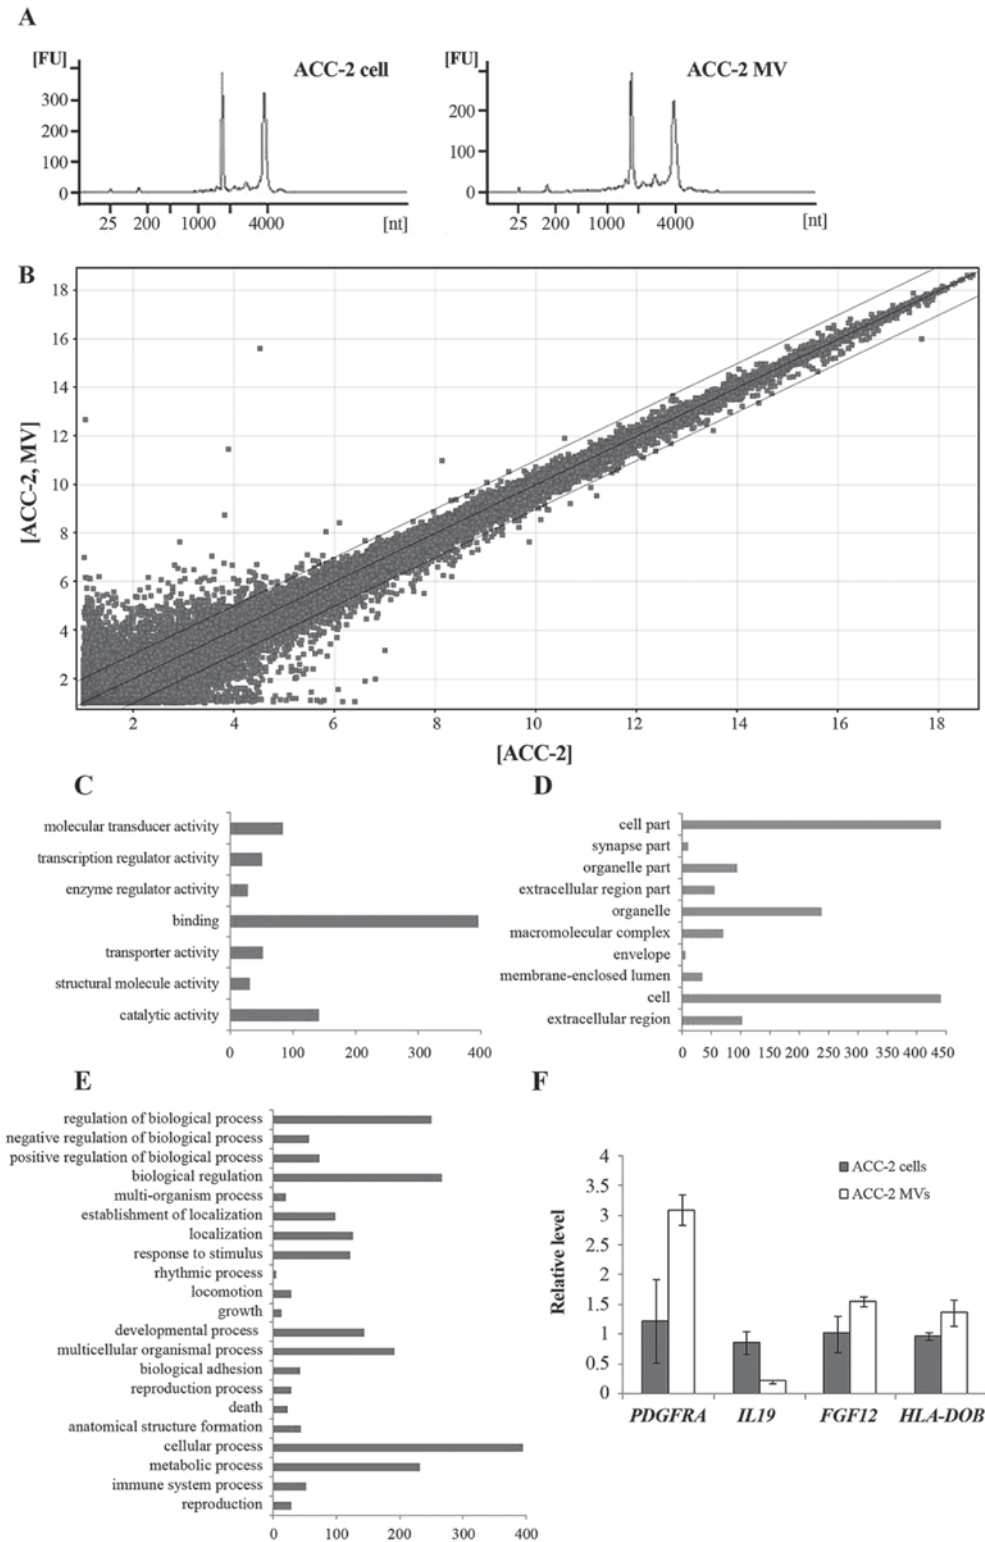 A
[FU]
ACC-2 cell
300
200
100
0
25 200 1000 4000 [nt]
[FU]
ACC-2 MV
200
100
0
25 200 1000 4000 [nt]
B
[ACC-2, MV]
18
16
14
12
10
8
6
4
2
2 4 6 8 10 12 14 16 18
[ACC-2]
C
molecular transducer activity
transcription regulator activity
enzyme regulator activity
binding
transporter activity
structural molecule activity
catalytic activity
0 100 200 300 400
D
cell part
synapse part
organelle part
extracellular region part
organelle
macromolecular complex
envelope
membrane-enclosed lumen
cell
extracellular region
0 50 100 150 200 250 300 350 400 450
E
regulation of biological process
negative regulation of biological process
positive regulation of biological process
biological regulation
multi-organism process
establishment of localization
localization
response to stimulus
rhythmic process
locomotion
growth
developmental process
multicellular organismal process
biological adhesion
reproduction process
death
anatomical structure formation
cellular process
metabolic process
immune system process
reproduction
0 100 200 300 400
F
Relative level
4
3.5
3
2.5
2
1.5
1
0.5
0
ACC-2 cells
ACC-2 MVs
PDGFRA IL19 FGF12 HLA-DOB